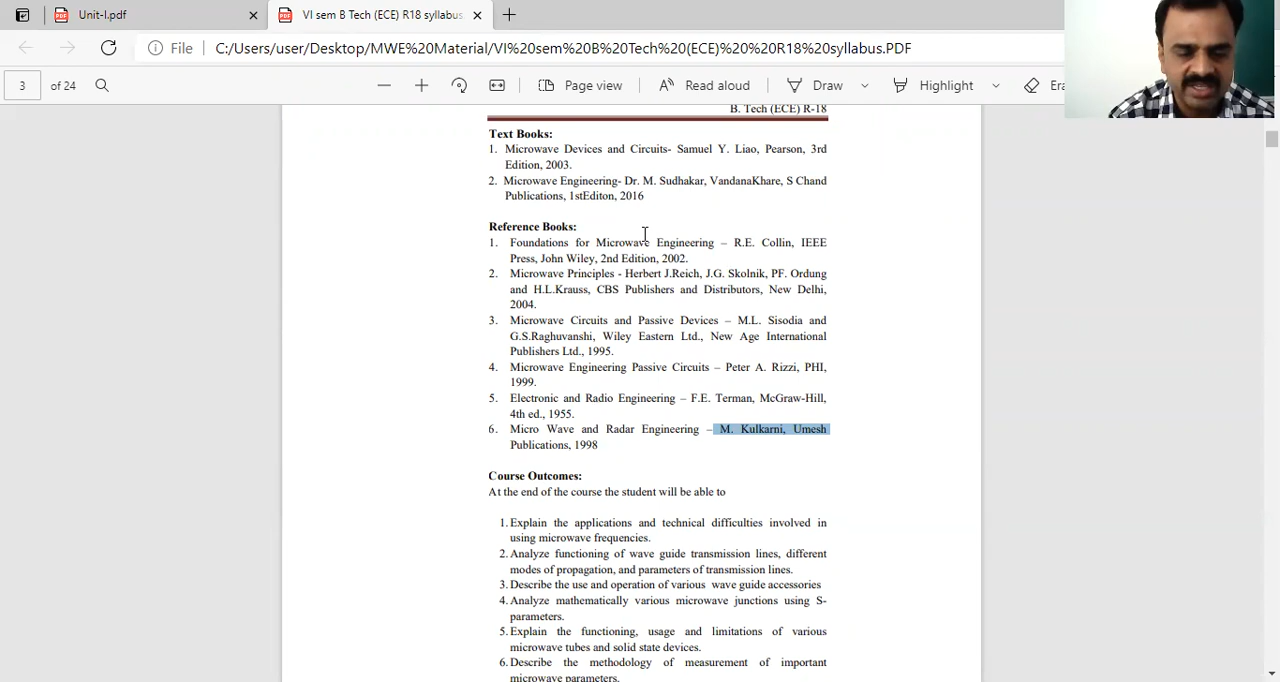 Unit-I.pdf
VI sem B Tech (ECE) R18 syllabus
File
C:/Users/user/Desktop/MWE%20Material/VI%20sem%20B%20Tech%20(ECE)%20%20R18%20syllabus.PDF
3 of 24
Page view
Read aloud
Draw
Highlight
Era
B. Tech (ECE) R-18
Text Books:
1. Microwave Devices and Circuits- Samuel Y. Liao, Pearson, 3rd
Edition, 2003.
2. Microwave Engineering- Dr. M. Sudhakar, VandanaKhare, S Chand
Publications, 1stEditon, 2016
Reference Books:
1. Foundations for Microwave Engineering – R.E. Collin, IEEE
Press, John Wiley, 2nd Edition, 2002.
2. Microwave Principles - Herbert J.Reich, J.G. Skolnik, PF. Ordung
and H.L.Krauss, CBS Publishers and Distributors, New Delhi,
2004.
3. Microwave Circuits and Passive Devices – M.L. Sisodia and
G.S.Raghuvanshi, Wiley Eastern Ltd., New Age International
Publishers Ltd., 1995.
4. Microwave Engineering Passive Circuits – Peter A. Rizzi, PHI,
1999.
5. Electronic and Radio Engineering – F.E. Terman, McGraw-Hill,
4th ed., 1955.
6. Micro Wave and Radar Engineering – M. Kulkarni, Umesh
Publications, 1998
Course Outcomes:
At the end of the course the student will be able to
1. Explain the applications and technical difficulties involved in
using microwave frequencies.
2. Analyze functioning of wave guide transmission lines, different
modes of propagation, and parameters of transmission lines.
3. Describe the use and operation of various wave guide accessories
4. Analyze mathematically various microwave junctions using S-
parameters.
5. Explain the functioning, usage and limitations of various
microwave tubes and solid state devices.
6. Describe the methodology of measurement of important
microwave parameters.